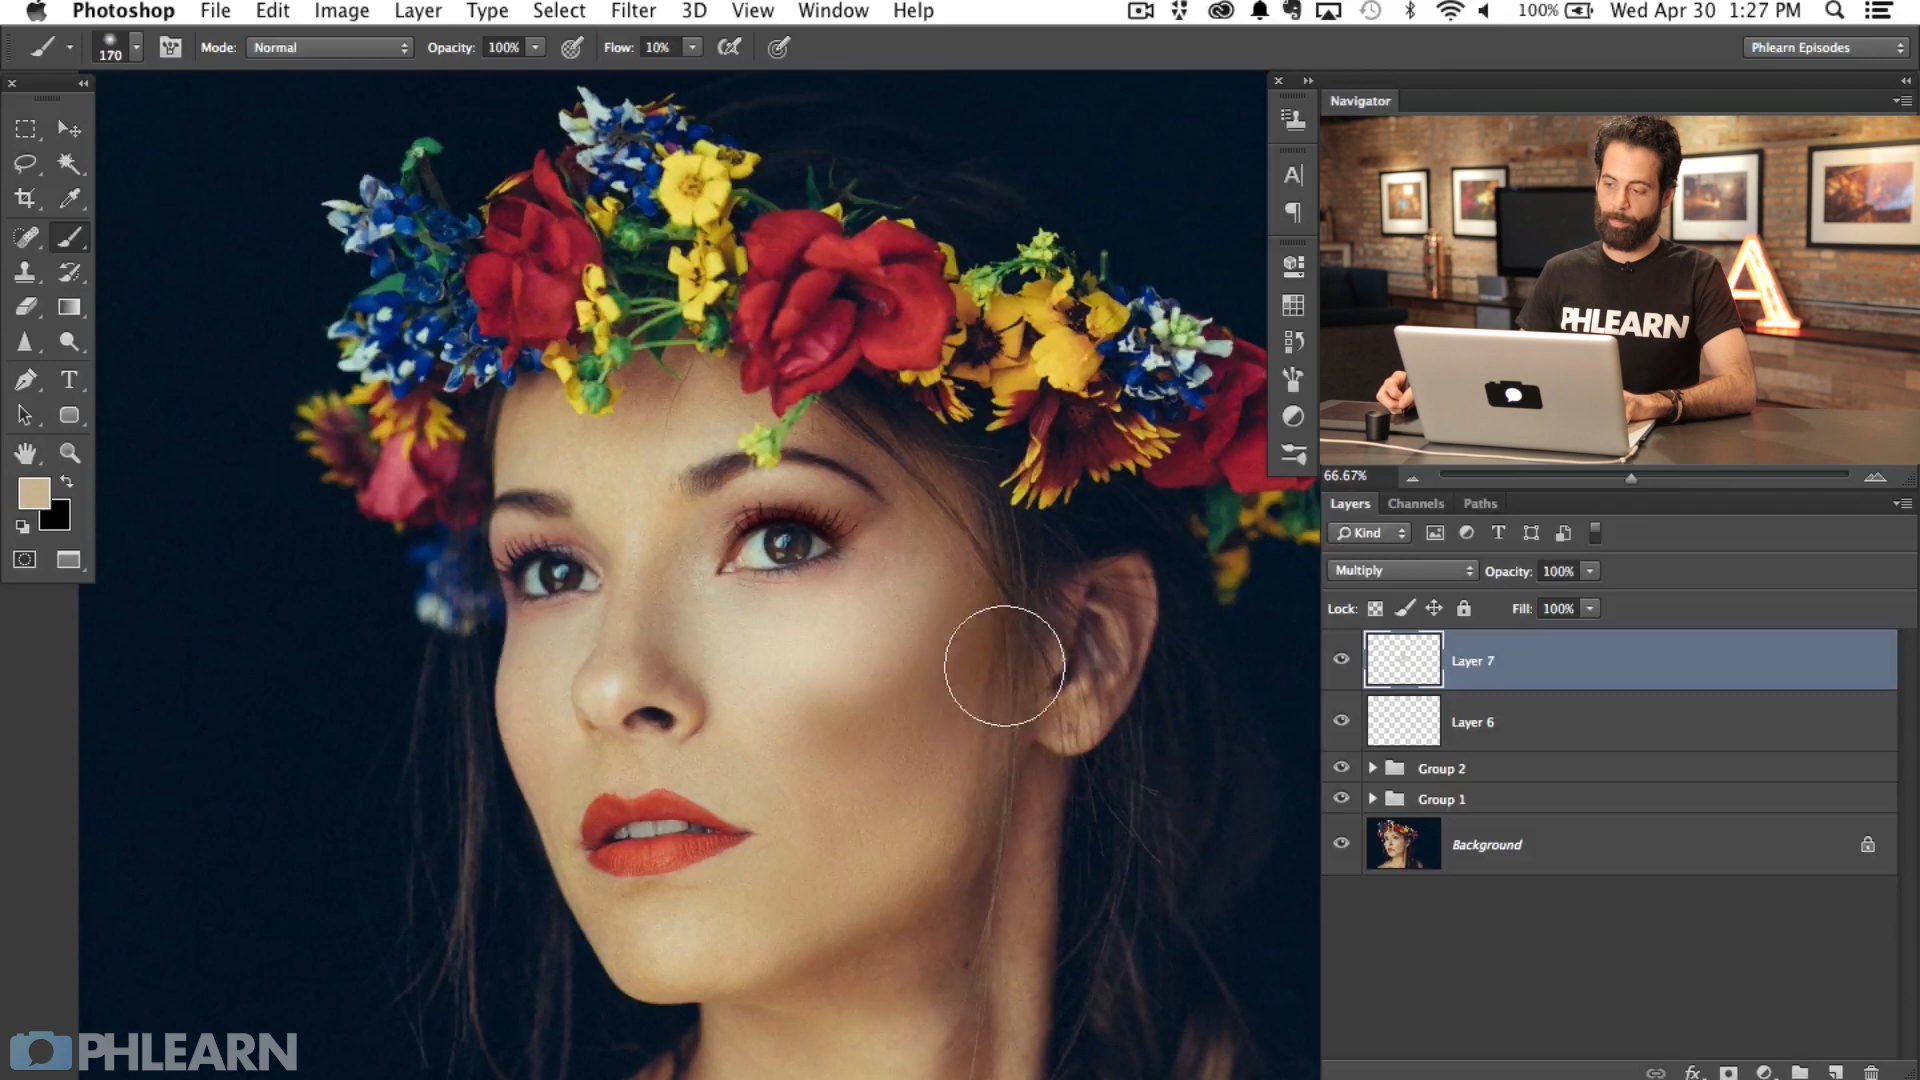 Photoshop File Edit Image Layer Type Select Filter 3D View Window Help 100% Wed Apr 30 1:27 PM
170 Mode: Normal Opacity: 100% Flow: 10% Phlearn Episodes
Navigator
A
PHLEARN
T
A
66.67%
Layers Channels Paths
Kind T
Multiply Opacity: 100%
Lock: Fill: 100%
Layer 7
Layer 6
Group 2
Group 1
Background
PHLEARN
fx